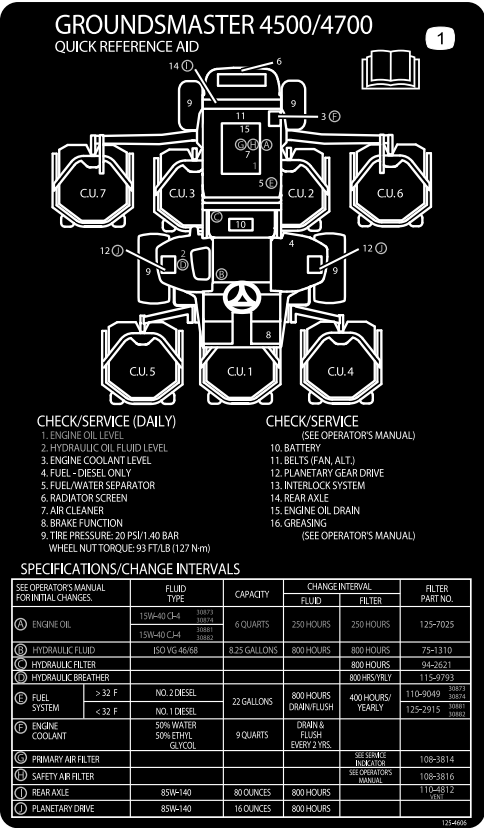 GROUNDSMASTER 4500/4700
QUICK REFERENCE AID
1
14 I
6
9
9
11
3 F
15
G H A
7
1
5 E
C.U. 7
C.U. 3
C.U. 2
C.U. 6
C
10
4
12 J
2
D
12 J
9
B
9
8
C.U. 5
C.U. 1
C.U. 4
CHECK/SERVICE (DAILY)
1. ENGINE OIL LEVEL
2. HYDRAULIC OIL FLUID LEVEL
3. ENGINE COOLANT LEVEL
4. FUEL - DIESEL ONLY
5. FUEL/WATER SEPARATOR
6. RADIATOR SCREEN
7. AIR CLEANER
8. BRAKE FUNCTION
9. TIRE PRESSURE: 20 PSI/1.40 BAR
WHEEL NUT TORQUE: 93 FT/LB (127 N·m)
CHECK/SERVICE
(SEE OPERATOR'S MANUAL)
10. BATTERY
11. BELTS (FAN, ALT.)
12. PLANETARY GEAR DRIVE
13. INTERLOCK SYSTEM
14. REAR AXLE
15. ENGINE OIL DRAIN
16. GREASING
(SEE OPERATOR'S MANUAL)
SPECIFICATIONS/CHANGE INTERVALS
SEE OPERATOR'S MANUAL
FOR INITIAL CHANGES.
FLUID
TYPE
CAPACITY
CHANGE INTERVAL
FLUID
FILTER
FILTER
PART NO.
A ENGINE OIL
15W-40 CI-4 30873 30874
15W-40 CJ-4 30881 30882
6 QUARTS
250 HOURS
250 HOURS
125-7025
B HYDRAULIC FLUID
ISO VG 46/68
8.25 GALLONS
800 HOURS
800 HOURS
75-1310
C HYDRAULIC FILTER
800 HOURS
94-2621
D HYDRAULIC BREATHER
800 HRS/YRLY
115-9793
E FUEL
SYSTEM
> 32 F
NO. 2 DIESEL
< 32 F
NO. 1 DIESEL
22 GALLONS
800 HOURS
DRAIN/FLUSH
400 HOURS/
YEARLY
110-9049 30873 30874
125-2915 30881 30882
F ENGINE
COOLANT
50% WATER
50% ETHYL
GLYCOL
9 QUARTS
DRAIN &
FLUSH
EVERY 2 YRS.
G PRIMARY AIR FILTER
SEE SERVICE
INDICATOR
108-3814
H SAFETY AIR FILTER
SEE OPERATOR'S
MANUAL
108-3816
I REAR AXLE
85W-140
80 OUNCES
800 HOURS
110-4812
VENT
J PLANETARY DRIVE
85W-140
16 OUNCES
800 HOURS
125-4606